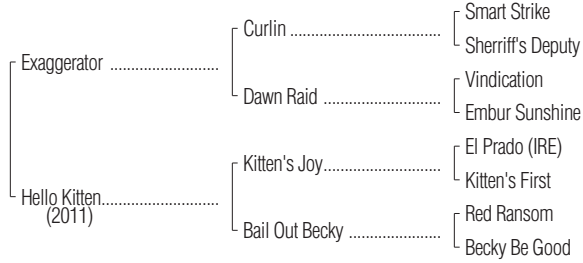 Smart Strike
Curlin ....................................
Sherriff's Deputy
Exaggerator ..........................
Vindication
Dawn Raid ............................
Embur Sunshine
El Prado (IRE)
Kitten's Joy............................
Kitten's First
Hello Kitten............................
(2011)
Red Ransom
Bail Out Becky ......................
Becky Be Good